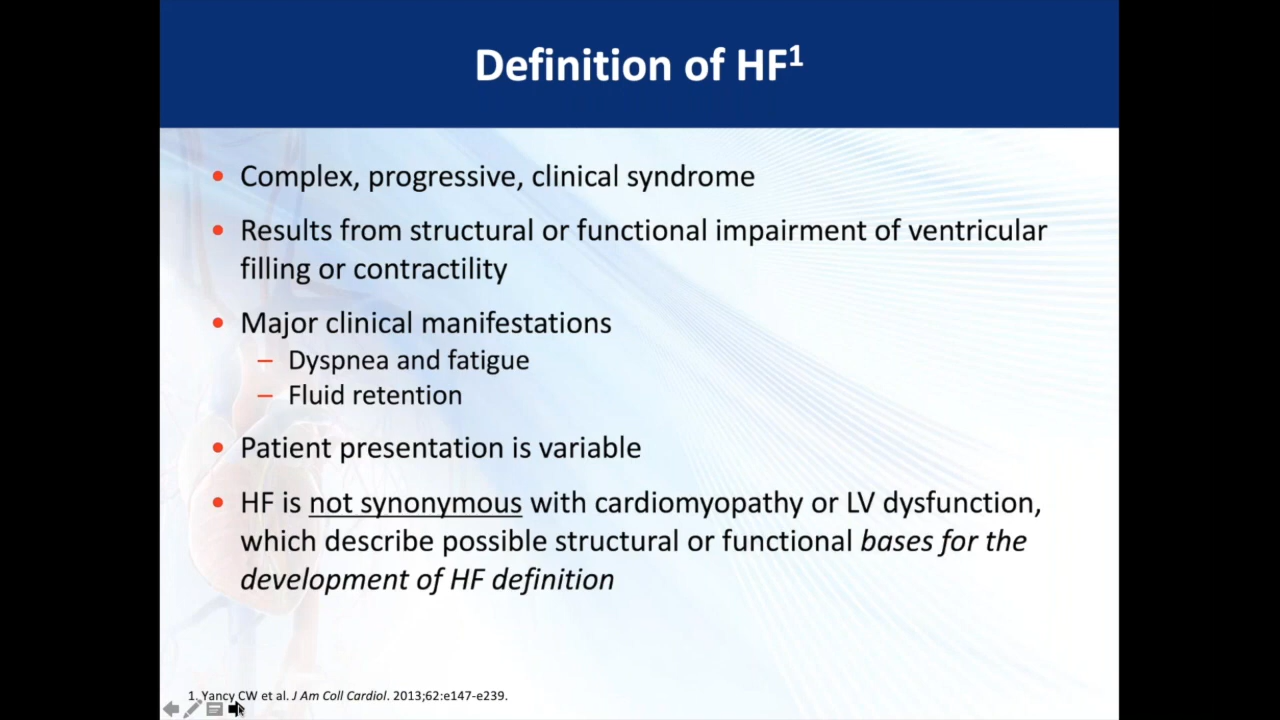 Definition of HF¹
• Complex, progressive, clinical syndrome
• Results from structural or functional impairment of ventricular
filling or contractility
• Major clinical manifestations
– Dyspnea and fatigue
– Fluid retention
• Patient presentation is variable
• HF is not synonymous with cardiomyopathy or LV dysfunction,
which describe possible structural or functional bases for the
development of HF definition
1. Yancy CW et al. J Am Coll Cardiol. 2013;62:e147-e239.